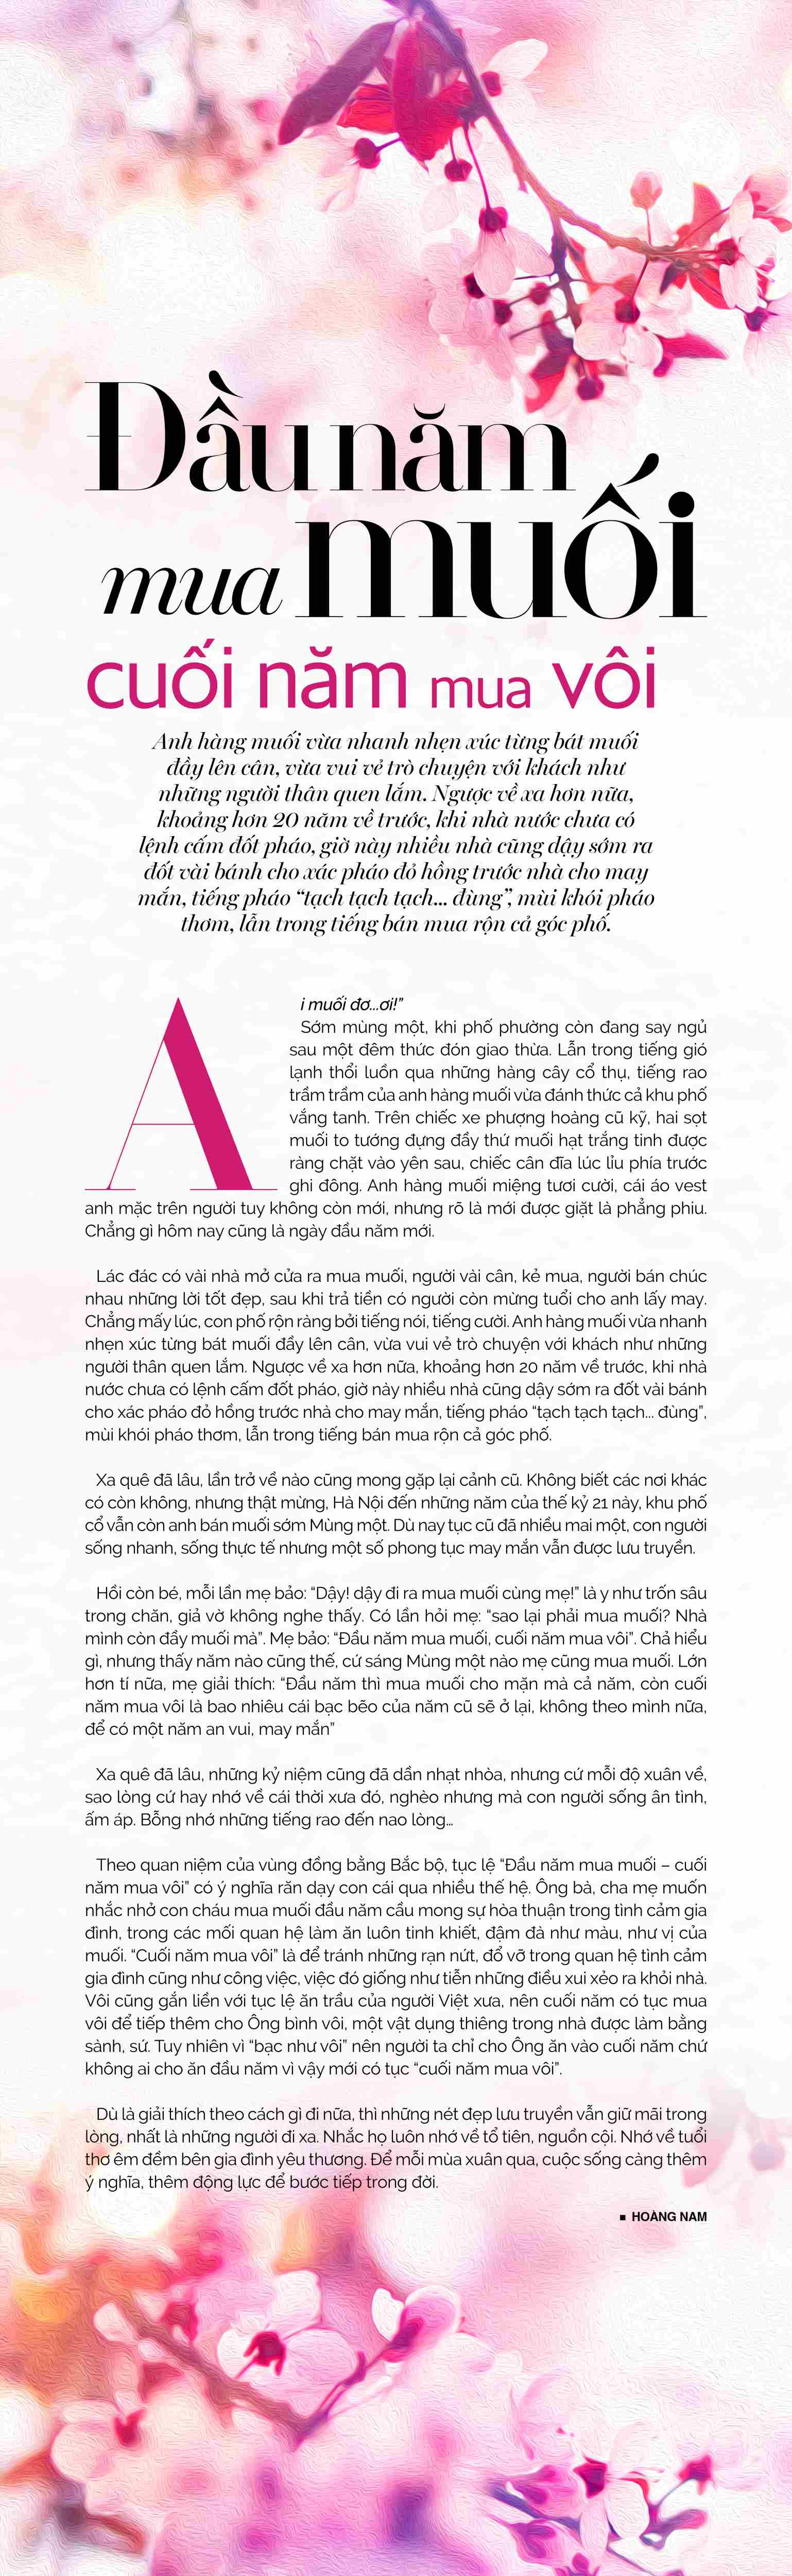 Đầu năm
mua muối
cuối năm mua vôi
Anh hàng muối vừa nhanh nhẹn xúc từng bát muối
đầy lên cân, vừa vui vẻ trò chuyện với khách như
những người thân quen lắm. Ngược về xa hơn nữa,
khoảng hơn 20 năm về trước, khi nhà nước chưa có
lệnh cấm đốt pháo, giờ này nhiều nhà cũng dậy sớm ra
đốt vài bánh cho xác pháo đỏ hồng trước nhà cho may
mắn, tiếng pháo “tạch tạch tạch... đùng”, mùi khói pháo
thơm, lẫn trong tiếng bán mua rộn cả góc phố.
Ai muối đơ...ơi!”
Sớm mùng một, khi phố phường còn đang say ngủ
sau một đêm thức đón giao thừa. Lẫn trong tiếng gió
lạnh thổi luồn qua những hàng cây cổ thụ, tiếng rao
trầm trầm của anh hàng muối vừa đánh thức cả khu phố
vắng tanh. Trên chiếc xe phượng hoàng cũ kỹ, hai sọt
muối to tướng đựng đầy thứ muối hạt trắng tinh được
ràng chặt vào yên sau, chiếc cân đĩa lúc lỉu phía trước
ghi đông. Anh hàng muối miệng tươi cười, cái áo vest
anh mặc trên người tuy không còn mới, nhưng rõ là mới được giặt là phẳng phiu.
Chẳng gì hôm nay cũng là ngày đầu năm mới.
Lác đác có vài nhà mở cửa ra mua muối, người vài cân, kẻ mua, người bán chúc
nhau những lời tốt đẹp, sau khi trả tiền có người còn mừng tuổi cho anh lấy may.
Chẳng mấy lúc, con phố rộn ràng bởi tiếng nói, tiếng cười. Anh hàng muối vừa nhanh
nhẹn xúc từng bát muối đầy lên cân, vừa vui vẻ trò chuyện với khách như những
người thân quen lắm. Ngược về xa hơn nữa, khoảng hơn 20 năm về trước, khi nhà
nước chưa có lệnh cấm đốt pháo, giờ này nhiều nhà cũng dậy sớm ra đốt vài bánh
cho xác pháo đỏ hồng trước nhà cho may mắn, tiếng pháo “tạch tạch tạch... đùng”,
mùi khói pháo thơm, lẫn trong tiếng bán mua rộn cả góc phố.
Xa quê đã lâu, lần trở về nào cũng mong gặp lại cảnh cũ. Không biết các nơi khác
có còn không, nhưng thật mừng, Hà Nội đến những năm của thế kỷ 21 này, khu phố
cổ vẫn còn anh bán muối sớm Mùng một. Dù nay tục cũ đã nhiều mai một, con người
sống nhanh, sống thực tế nhưng một số phong tục may mắn vẫn được lưu truyền.
Hồi còn bé, mỗi lần mẹ bảo: “Dậy! dậy đi ra mua muối cùng mẹ!” là y như trốn sâu
trong chăn, giả vờ không nghe thấy. Có lần hỏi mẹ: “sao lại phải mua muối? Nhà
mình còn đầy muối mà”. Mẹ bảo: “Đầu năm mua muối, cuối năm mua vôi”. Chả hiểu
gì, nhưng thấy năm nào cũng thế, cứ sáng Mùng một nào mẹ cũng mua muối. Lớn
hơn tí nữa, mẹ giải thích: “Đầu năm thì mua muối cho mặn mà cả năm, còn cuối
năm mua vôi là bao nhiêu cái bạc bẽo của năm cũ sẽ ở lại, không theo mình nữa,
để có một năm an vui, may mắn”
Xa quê đã lâu, những kỷ niệm cũng đã dần nhạt nhòa, nhưng cứ mỗi độ xuân về,
sao lòng cứ hay nhớ về cái thời xưa đó, nghèo nhưng mà con người sống ân tình,
ấm áp. Bỗng nhớ những tiếng rao đến nao lòng...
Theo quan niệm của vùng đồng bằng Bắc bộ, tục lệ “Đầu năm mua muối – cuối
năm mua vôi” có ý nghĩa răn dạy con cái qua nhiều thế hệ. Ông bà, cha mẹ muốn
nhắc nhở con cháu mua muối đầu năm cầu mong sự hòa thuận trong tình cảm gia
đình, trong các mối quan hệ làm ăn luôn tinh khiết, đậm đà như màu, như vị của
muối. “Cuối năm mua vôi” là để tránh những rạn nứt, đổ vỡ trong quan hệ tình cảm
gia đình cũng như công việc, việc đó giống như tiễn những điều xui xẻo ra khỏi nhà.
Vôi cũng gắn liền với tục lệ ăn trầu của người Việt xưa, nên cuối năm có tục mua
vôi để tiếp thêm cho Ông bình vôi, một vật dụng thiêng trong nhà được làm bằng
sành, sứ. Tuy nhiên vì “bạc như vôi” nên người ta chỉ cho Ông ăn vào cuối năm chứ
không ai cho ăn đầu năm vì vậy mới có tục “cuối năm mua vôi”.
Dù là giải thích theo cách gì đi nữa, thì những nét đẹp lưu truyền vẫn giữ mãi trong
lòng, nhất là những người đi xa. Nhắc họ luôn nhớ về tổ tiên, nguồn cội. Nhớ về tuổi
thơ êm đềm bên gia đình yêu thương. Để mỗi mùa xuân qua, cuộc sống càng thêm
ý nghĩa, thêm động lực để bước tiếp trong đời.
▪ HOÀNG NAM